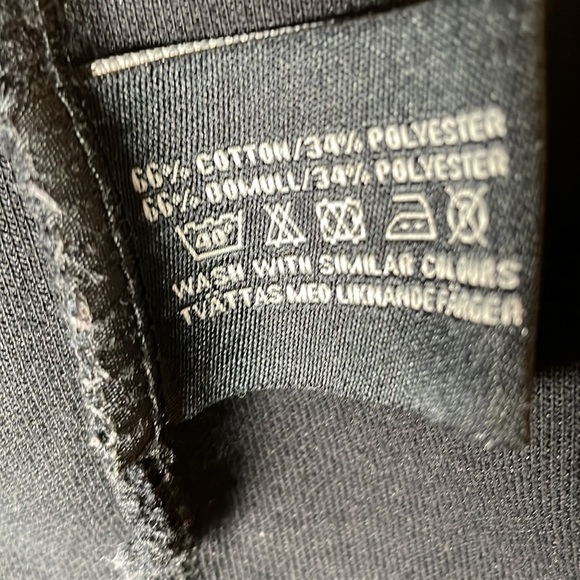 66% COTTON/34% POLYESTER
66% BOMULL/34% POLYESTER
40°
WASH WITH SIMILAR COLOURS
TVÄTTAS MED LIKNANDE FÄRGER